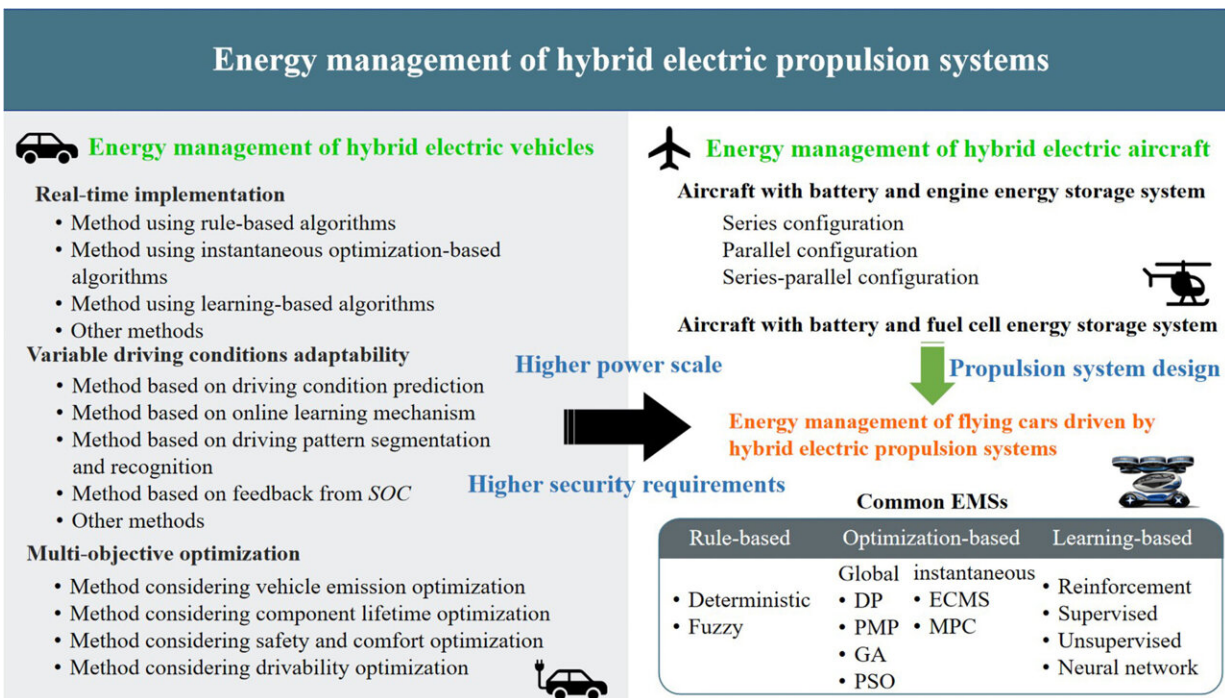 Energy management of hybrid electric propulsion systems
Energy management of hybrid electric vehicles
Real-time implementation
• Method using rule-based algorithms
• Method using instantaneous optimization-based
algorithms
• Method using learning-based algorithms
• Other methods
Variable driving conditions adaptability
• Method based on driving condition prediction
• Method based on online learning mechanism
• Method based on driving pattern segmentation
and recognition
• Method based on feedback from SOC
• Other methods
Multi-objective optimization
• Method considering vehicle emission optimization
• Method considering component lifetime optimization
• Method considering safety and comfort optimization
• Method considering drivability optimization
Higher power scale
Higher security requirements
Energy management of hybrid electric aircraft
Aircraft with battery and engine energy storage system
Series configuration
Parallel configuration
Series-parallel configuration
Aircraft with battery and fuel cell energy storage system
Propulsion system design
Energy management of flying cars driven by
hybrid electric propulsion systems
Common EMSs
Rule-based
• Deterministic
• Fuzzy
Optimization-based
Global
• DP
• PMP
• GA
• PSO
instantaneous
• ECMS
• MPC
Learning-based
• Reinforcement
• Supervised
• Unsupervised
• Neural network